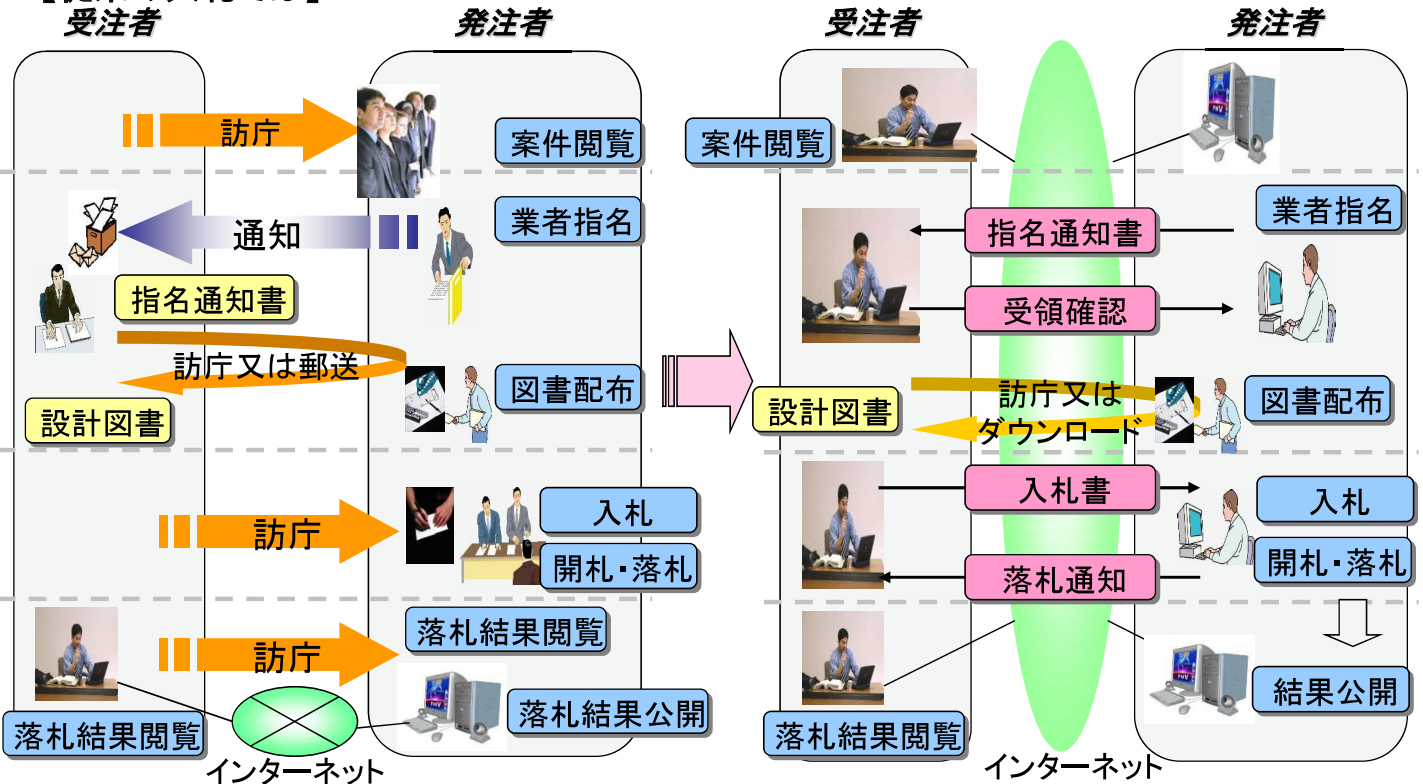 受注者
発注者
訪庁
案件閲覧
通知
業者指名
指名通知書
訪庁又は郵送
図書配布
設計図書
訪庁
入札
開札・落札
訪庁
落札結果閲覧
落札結果公開
落札結果閲覧
インターネット
受注者
発注者
案件閲覧
指名通知書
業者指名
受領確認
訪庁又は
ダウンロード
図書配布
設計図書
入札書
入札
開札・落札
落札通知
結果公開
落札結果閲覧
インターネット